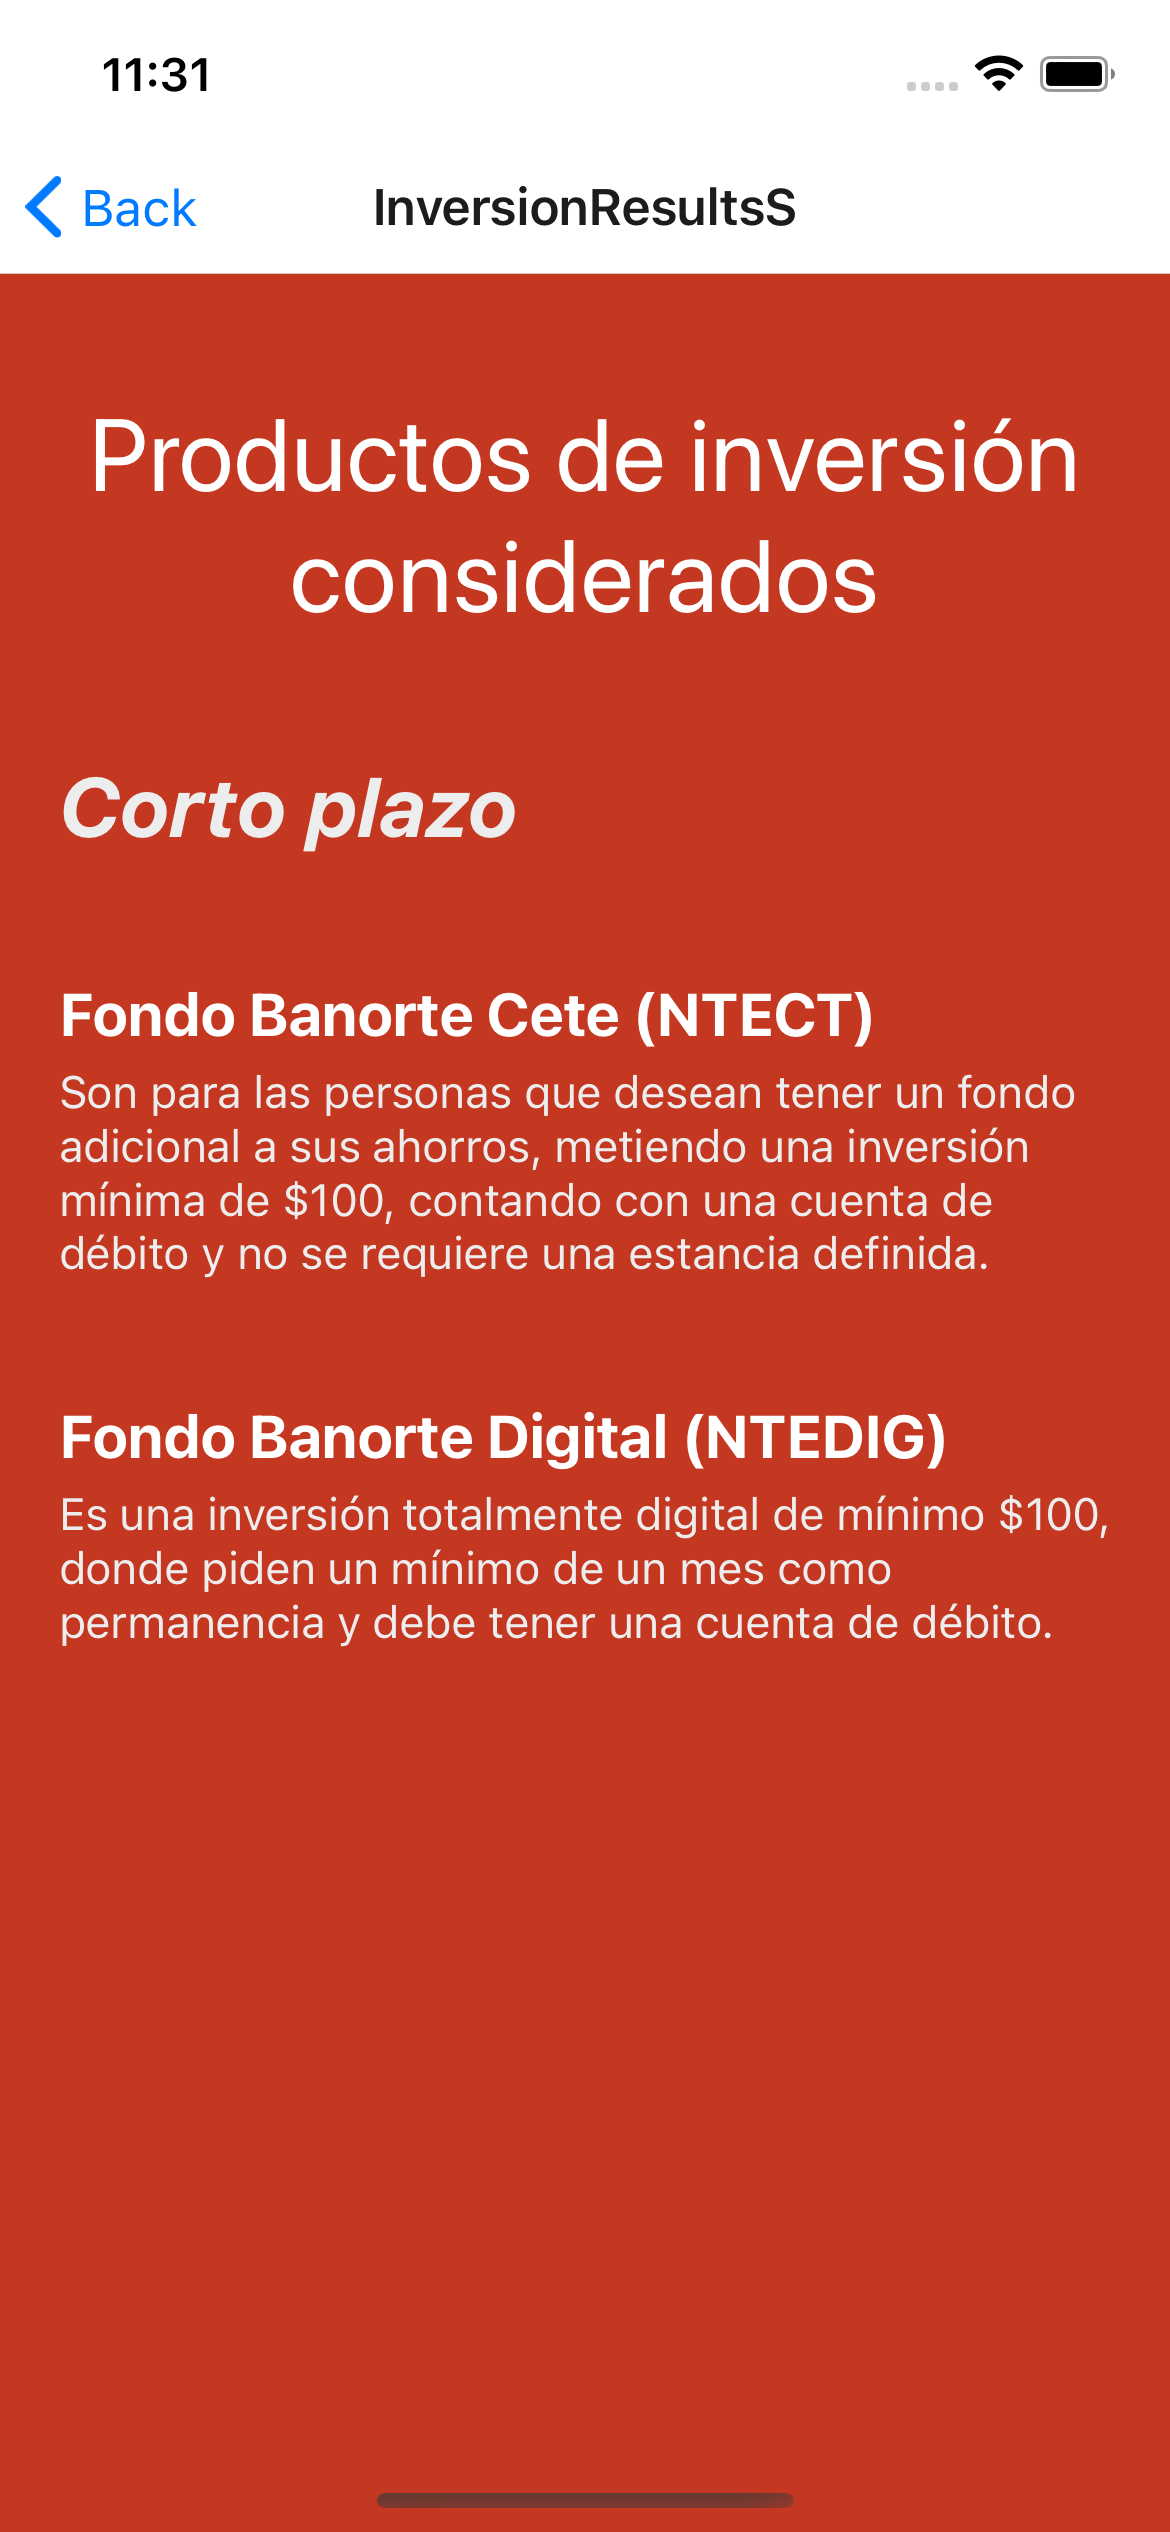 11:31
Back
InversionResultsS
Productos de inversión
considerados
Corto plazo
Fondo Banorte Cete (NTECT)
Son para las personas que desean tener un fondo
adicional a sus ahorros, metiendo una inversión
mínima de $100, contando con una cuenta de
débito y no se requiere una estancia definida.
Fondo Banorte Digital (NTEDIG)
Es una inversión totalmente digital de mínimo $100,
donde piden un mínimo de un mes como
permanencia y debe tener una cuenta de débito.